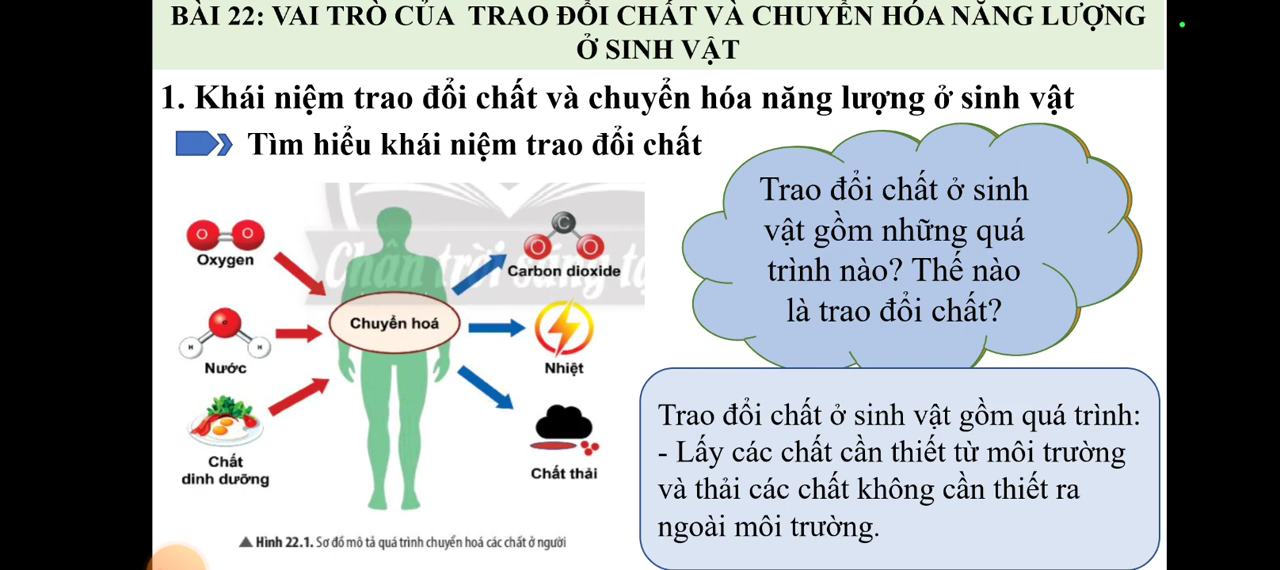 BÀI 22: VAI TRÒ CỦA TRAO ĐỔI CHẤT VÀ CHUYỂN HÓA NĂNG LƯỢNG
Ở SINH VẬT
1. Khái niệm trao đổi chất và chuyển hóa năng lượng ở sinh vật
Tìm hiểu khái niệm trao đổi chất
Chân trời sáng tạ
O O
Oxygen
H H
Nước
Chất
dinh dưỡng
Chuyển hoá
C
O O
Carbon dioxide
Nhiệt
Chất thải
▲ Hình 22.1. Sơ đồ mô tả quá trình chuyển hoá các chất ở người
Trao đổi chất ở sinh
vật gồm những quá
trình nào? Thế nào
là trao đổi chất?
Trao đổi chất ở sinh vật gồm quá trình:
- Lấy các chất cần thiết từ môi trường
và thải các chất không cần thiết ra
ngoài môi trường.